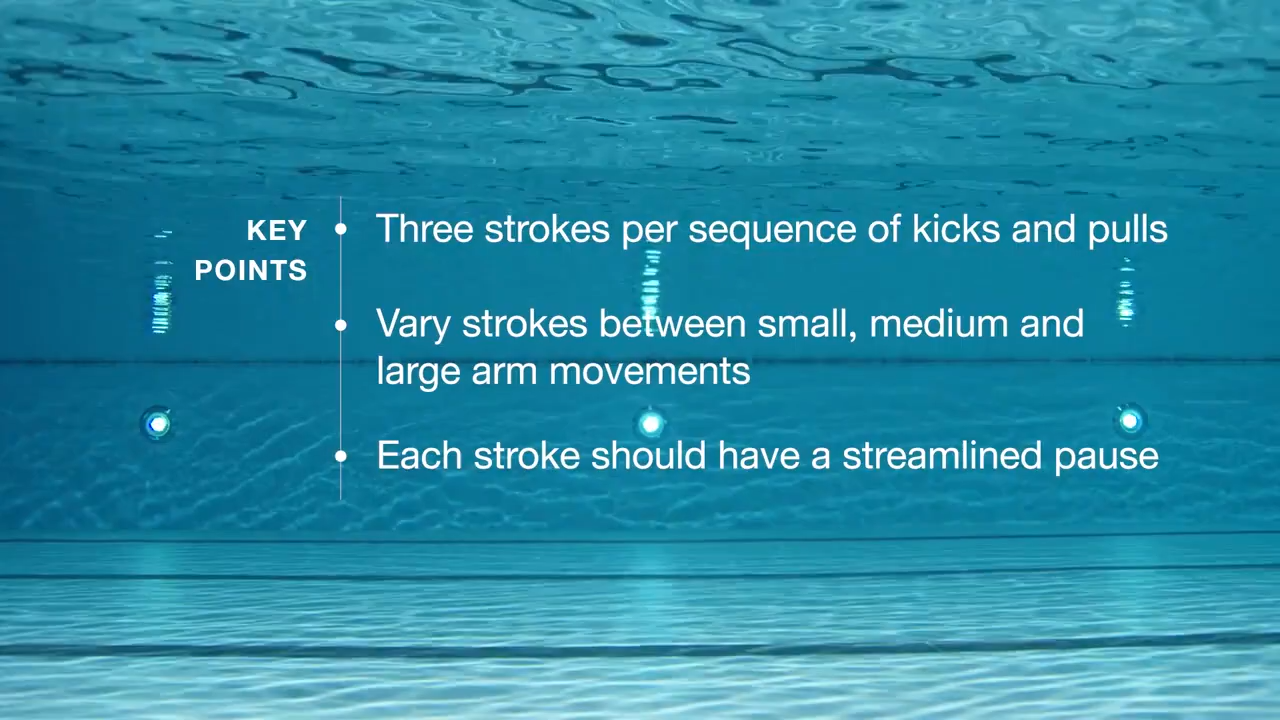 KEY
POINTS
• Three strokes per sequence of kicks and pulls
• Vary strokes between small, medium and
large arm movements
• Each stroke should have a streamlined pause